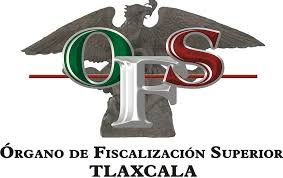 OFS
ÓRGANO DE FISCALIZACIÓN SUPERIOR
TLAXCALA